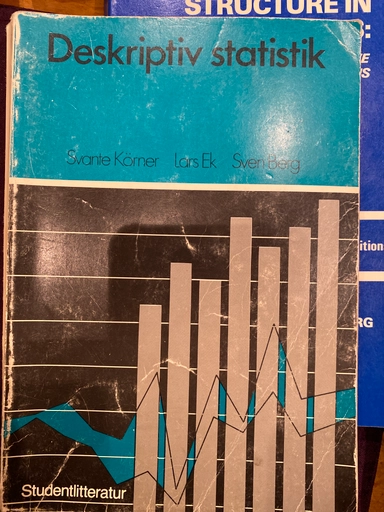 Deskriptiv statistik
Svante Körner Lars Ek Sven Berg
Studentlitteratur
STRUCTURE IN